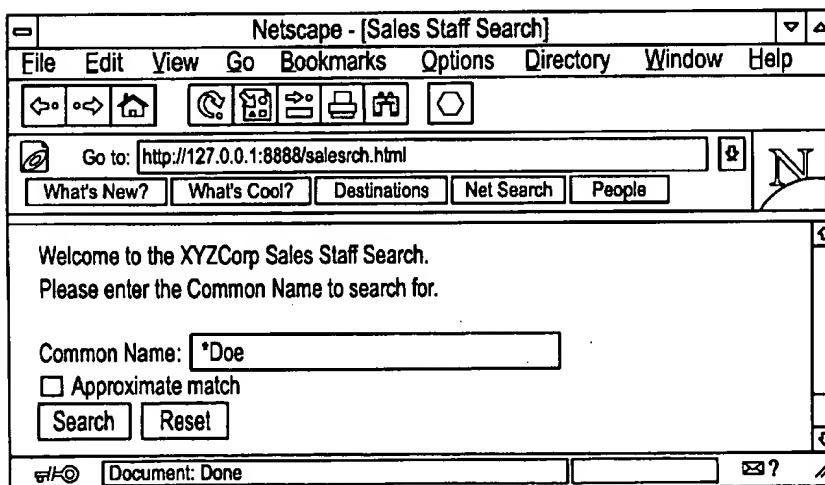 Netscape - [Sales Staff Search]
File Edit View Go Bookmarks Options Directory Window Help
Go to: http://127.0.0.1:8888/salesrch.html
N
What's New? What's Cool? Destinations Net Search People
Welcome to the XYZCorp Sales Staff Search.
Please enter the Common Name to search for.
Common Name: *Doe
Approximate match
Search Reset
Document: Done ?